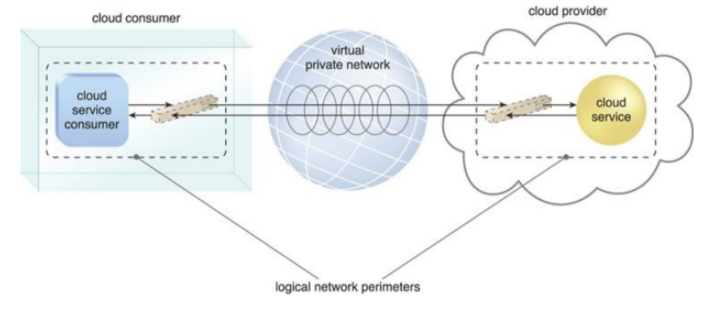 cloud consumer
cloud provider
virtual
private network
cloud
service
consumer
cloud
service
logical network perimeters